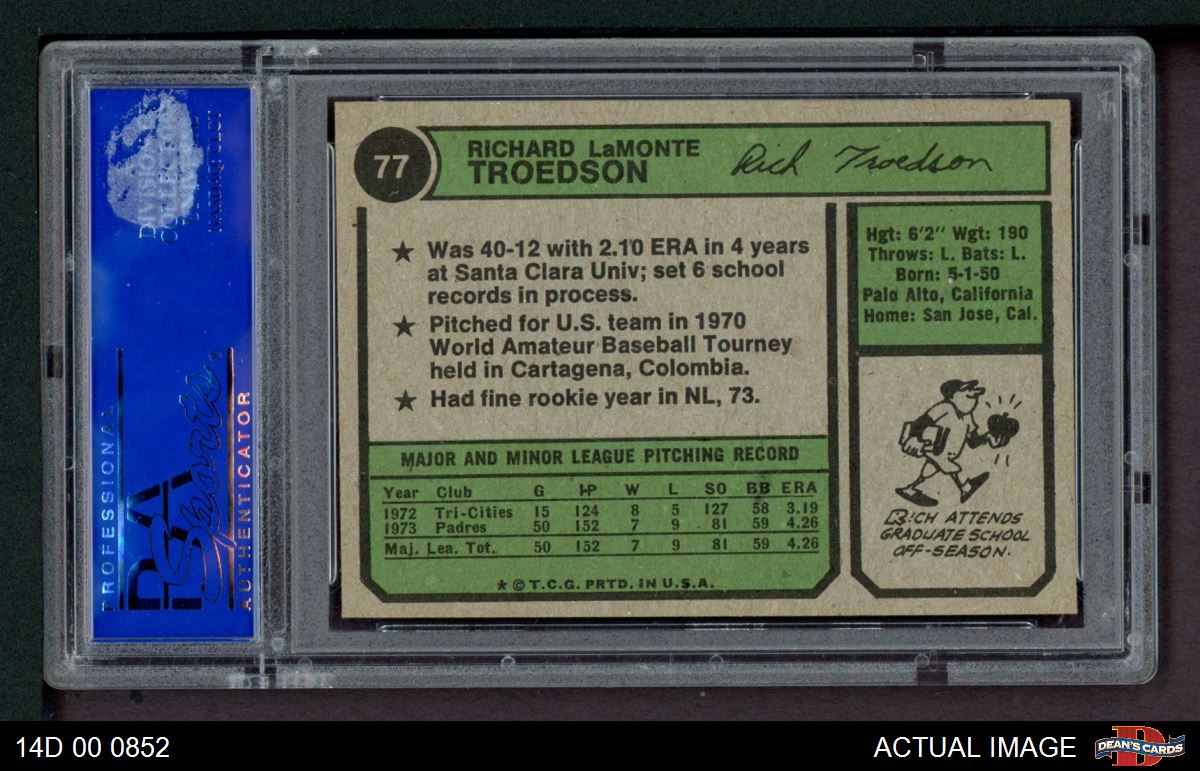 77
RICHARD LaMONTE
TROEDSON
Rich Troedson
★ Was 40-12 with 2.10 ERA in 4 years
at Santa Clara Univ; set 6 school
records in process.
★ Pitched for U.S. team in 1970
World Amateur Baseball Tourney
held in Cartagena, Colombia.
★ Had fine rookie year in NL, 73.
Hgt: 6'2'' Wgt: 190
Throws: L. Bats: L.
Born: 5-1-50
Palo Alto, California
Home: San Jose, Cal.
RICH ATTENDS
GRADUATE SCHOOL
OFF-SEASON.
MAJOR AND MINOR LEAGUE PITCHING RECORD
Year Club G IP W L SO BB ERA
1972 Tri-Cities 15 124 8 5 127 58 3.19
1973 Padres 50 152 7 9 81 59 4.26
Maj. Lea. Tot. 50 152 7 9 81 59 4.26
* © T.C.G. PRTD. IN U.S.A.
PROFESSIONAL
PSA
Sports
®
AUTHENTICATOR
14D 00 0852
ACTUAL IMAGE
D
DEAN'S CARDS